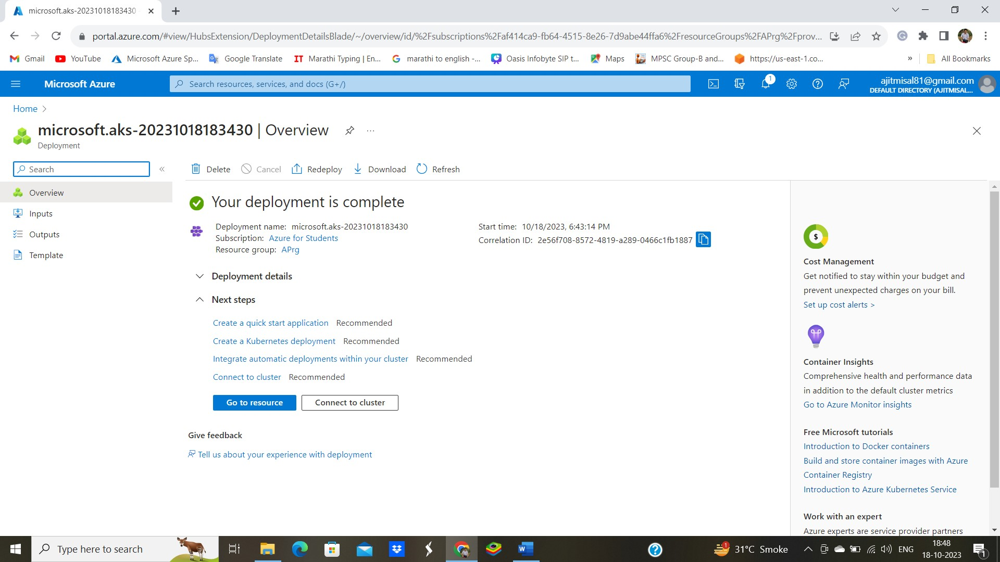 microsoft.aks-20231018183430
portal.azure.com/#view/HubsExtension/DeploymentDetailsBlade/~/overview/id/%2Fsubscriptions%2Faf414ca9-fb64-4515-8e26-7d9abe44ffa6%2FresourceGroups%2FAPrg%2Fprov...
Gmail YouTube Microsoft Azure Sp... Google Translate IT Marathi Typing | En... marathi to english -... Oasis Infobyte SIP t... Maps MPSC Group-B and... https://us-east-1.co... » All Bookmarks
Microsoft Azure Search resources, services, and docs (G+/) 1 ajitmisal81@gmail.com
DEFAULT DIRECTORY (AJITMISAL...
Home >
microsoft.aks-20231018183430 | Overview ...
Deployment
Search «
Delete Cancel Redeploy Download Refresh
Overview
Inputs
Outputs
Template
Your deployment is complete
Deployment name: microsoft.aks-20231018183430
Subscription: Azure for Students
Resource group: APrg
Start time: 10/18/2023, 6:43:14 PM
Correlation ID: 2e56f708-8572-4819-a289-0466c1fb1887
Deployment details
Next steps
Create a quick start application Recommended
Create a Kubernetes deployment Recommended
Integrate automatic deployments within your cluster Recommended
Connect to cluster Recommended
Go to resource Connect to cluster
Give feedback
Tell us about your experience with deployment
$
Cost Management
Get notified to stay within your budget and
prevent unexpected charges on your bill.
Set up cost alerts >
Container Insights
Comprehensive health and performance data
in addition to the default cluster metrics
Go to Azure Monitor insights
Free Microsoft tutorials
Introduction to Docker containers
Build and store container images with Azure
Container Registry
Introduction to Azure Kubernetes Service
Work with an expert
Azure experts are service provider partners
Type here to search 1 31°C Smoke ENG 18:48
18-10-2023 1